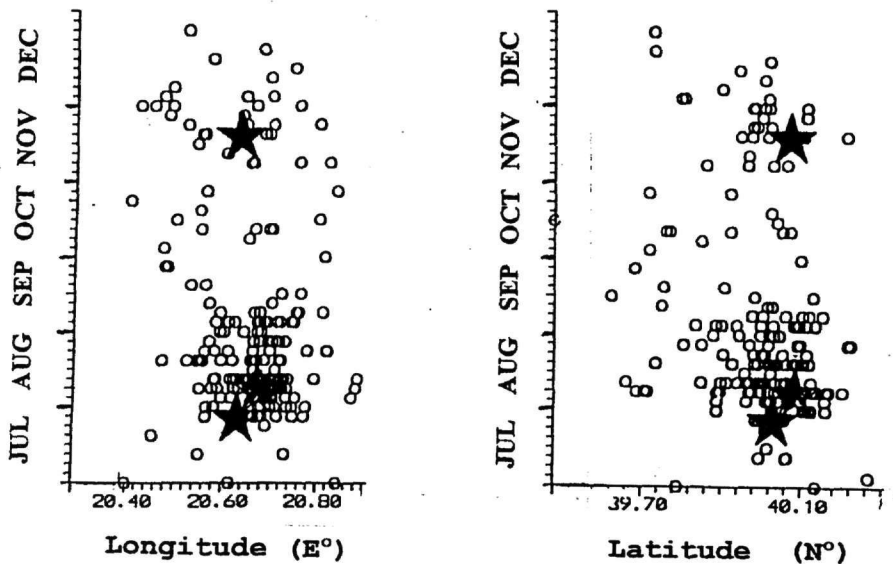 JUL AUG SEP OCT NOV DEC
20.40 20.60 20.80
Longitude (E°)
JUL AUG SEP OCT NOV DEC
39.70 40.10
Latitude (N°)